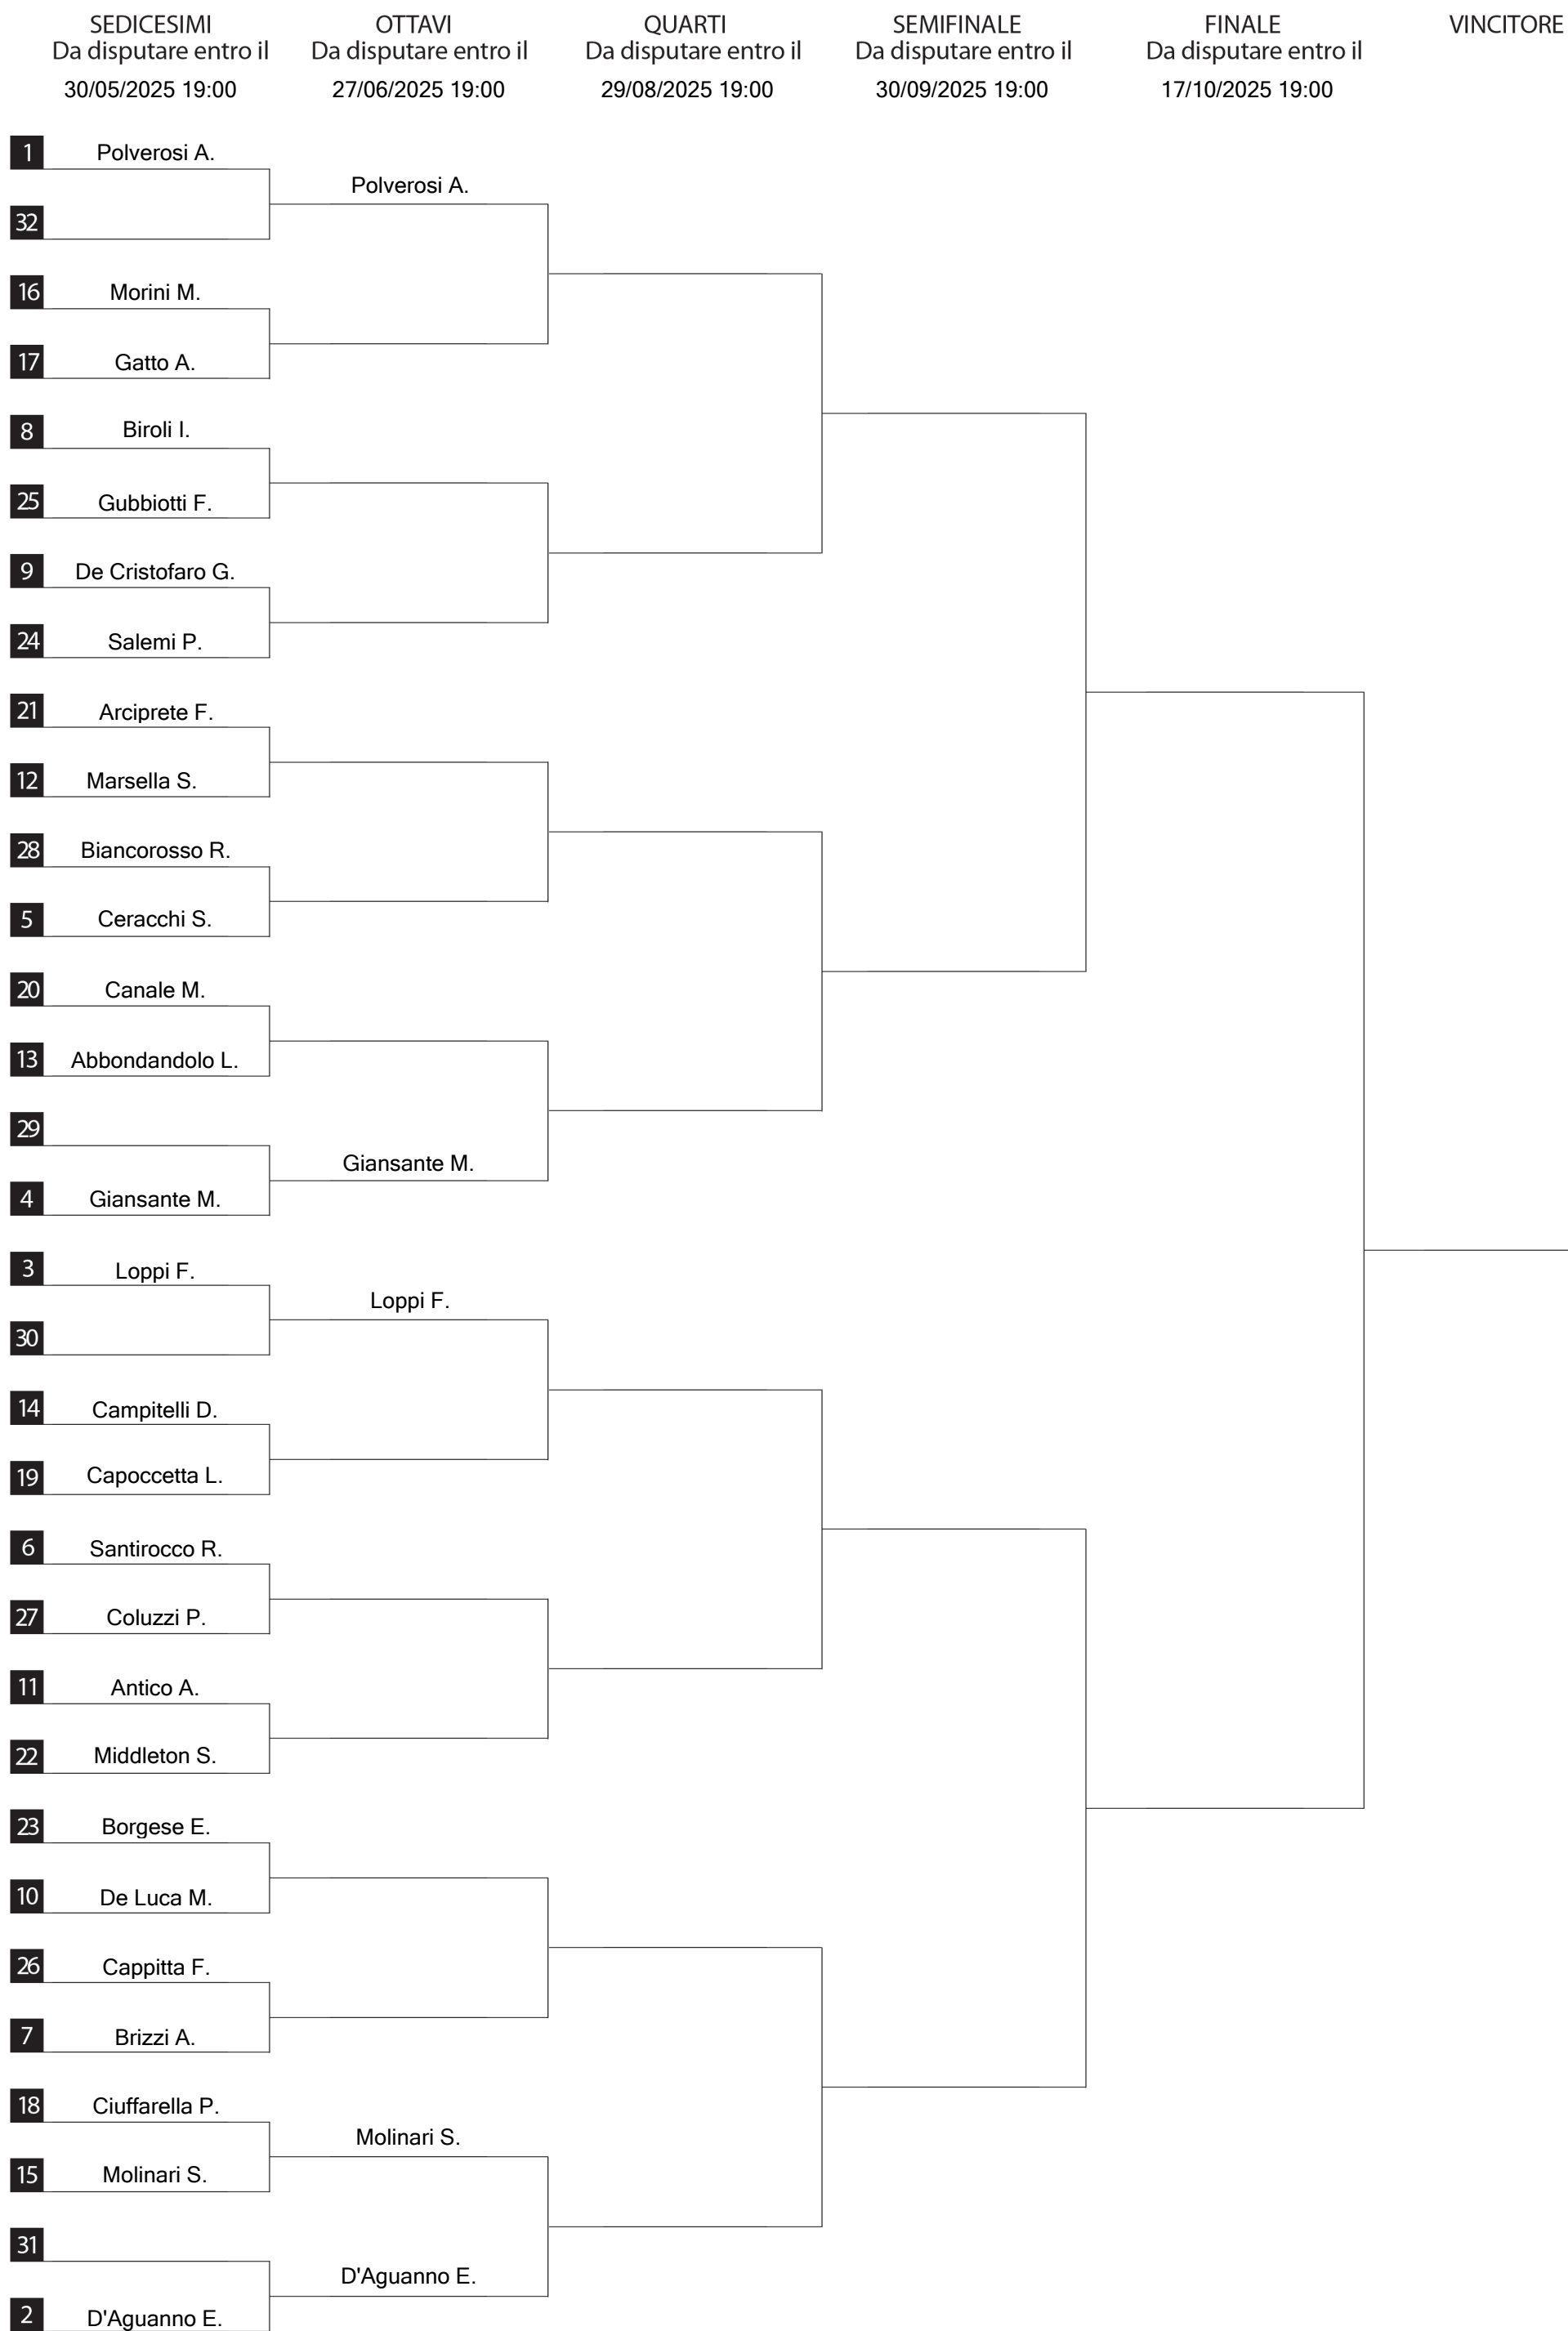 SEDICESIMI
Da disputare entro il
30/05/2025 19:00
OTTAVI
Da disputare entro il
27/06/2025 19:00
QUARTI
Da disputare entro il
29/08/2025 19:00
SEMIFINALE
Da disputare entro il
30/09/2025 19:00
FINALE
Da disputare entro il
17/10/2025 19:00
VINCITORE
1 Polverosi A.
Polverosi A.
32
16 Morini M.
17 Gatto A.
8 Biroli I.
25 Gubbiotti F.
9 De Cristofaro G.
24 Salemi P.
21 Arciprete F.
12 Marsella S.
28 Biancorosso R.
5 Ceracchi S.
20 Canale M.
13 Abbondandolo L.
29
Giansante M.
4 Giansante M.
3 Loppi F.
Loppi F.
30
14 Campitelli D.
19 Capoccetta L.
6 Santirocco R.
27 Coluzzi P.
11 Antico A.
22 Middleton S.
23 Borgese E.
10 De Luca M.
26 Cappitta F.
7 Brizzi A.
18 Ciuffarella P.
Molinari S.
15 Molinari S.
31
D'Aguanno E.
2 D'Aguanno E.